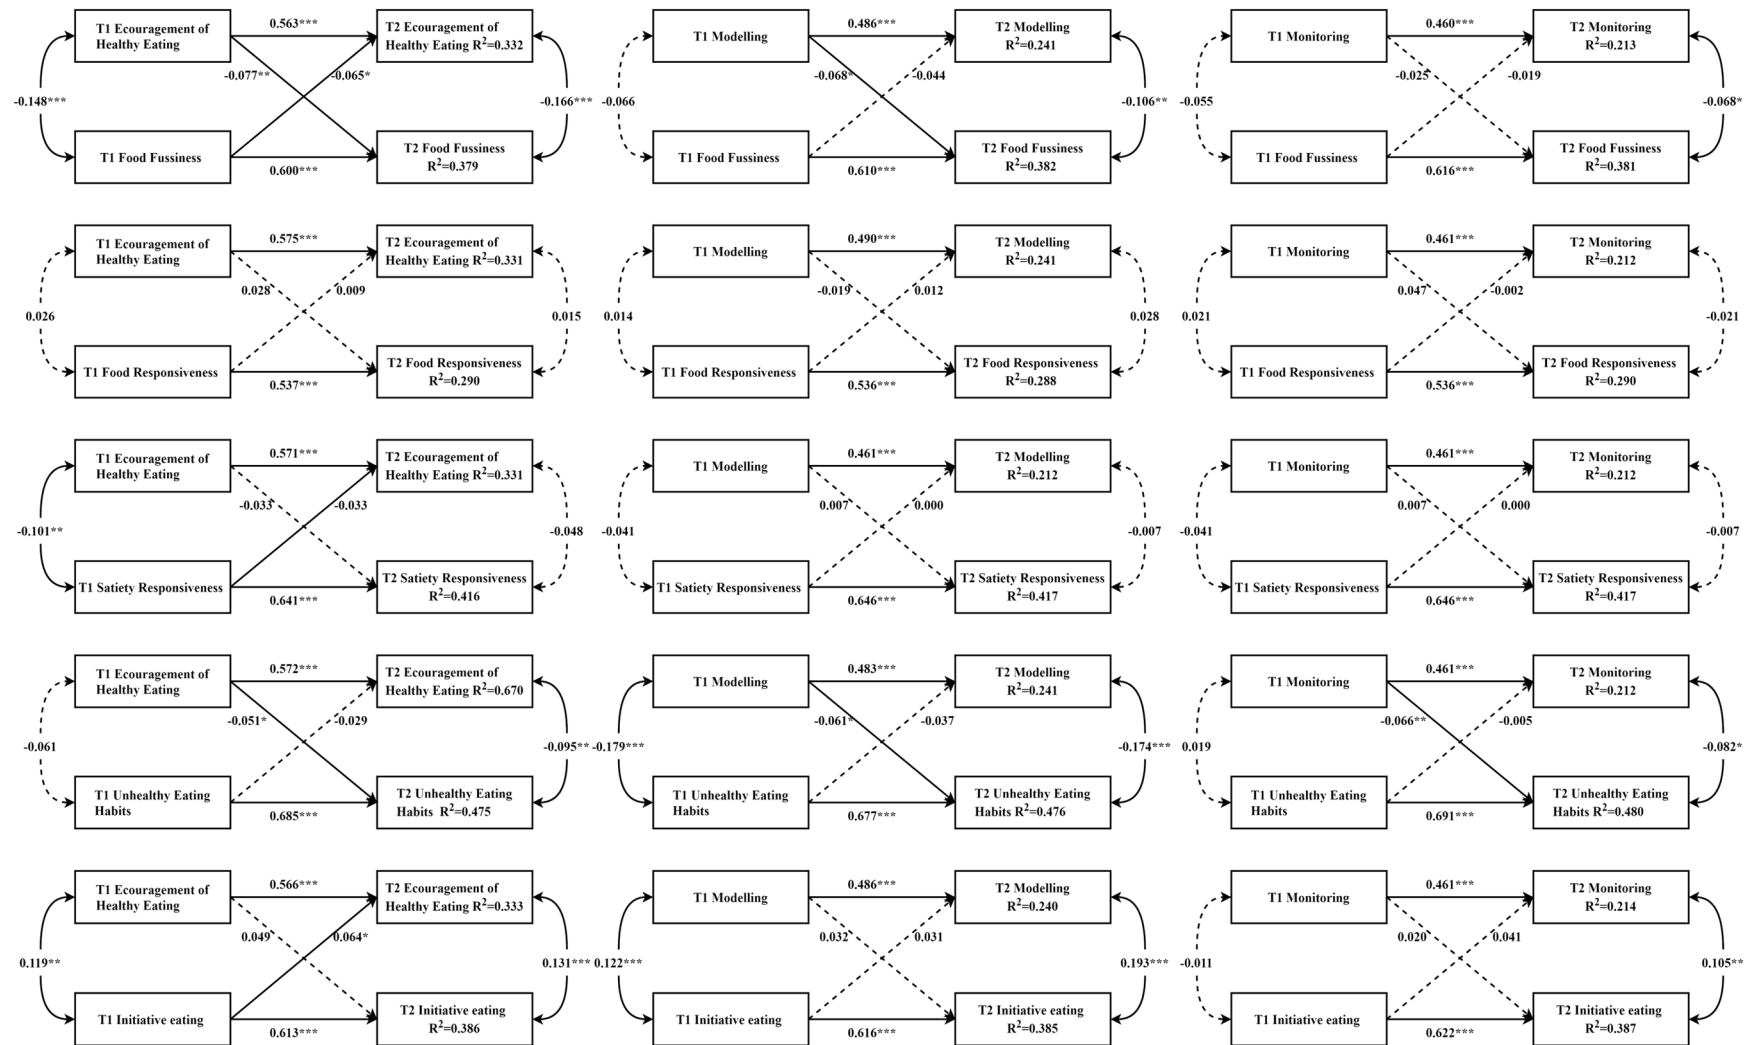 T1 Ecouragement of
Healthy Eating
0.563***
T2 Ecouragement of
Healthy Eating R²=0.332
-0.077**
-0.065*
-0.148***
-0.166***
T1 Food Fussiness
0.600***
T2 Food Fussiness
R²=0.379
T1 Modelling
0.486***
T2 Modelling
R²=0.241
-0.068*
-0.044
-0.066
-0.106**
T1 Food Fussiness
0.610***
T2 Food Fussiness
R²=0.382
T1 Monitoring
0.460***
T2 Monitoring
R²=0.213
-0.025
-0.019
-0.055
-0.068*
T1 Food Fussiness
0.616***
T2 Food Fussiness
R²=0.381
T1 Ecouragement of
Healthy Eating
0.575***
T2 Ecouragement of
Healthy Eating R²=0.331
0.028
0.009
0.026
0.015
T1 Food Responsiveness
0.537***
T2 Food Responsiveness
R²=0.290
T1 Modelling
0.490***
T2 Modelling
R²=0.241
-0.019
0.012
0.014
0.028
T1 Food Responsiveness
0.536***
T2 Food Responsiveness
R²=0.288
T1 Monitoring
0.461***
T2 Monitoring
R²=0.212
0.047
-0.002
0.021
-0.021
T1 Food Responsiveness
0.536***
T2 Food Responsiveness
R²=0.290
T1 Ecouragement of
Healthy Eating
0.571***
T2 Ecouragement of
Healthy Eating R²=0.331
-0.033
-0.033
-0.101**
-0.048
T1 Satiety Responsiveness
0.641***
T2 Satiety Responsiveness
R²=0.416
T1 Modelling
0.461***
T2 Modelling
R²=0.212
0.007
0.000
-0.041
-0.007
T1 Satiety Responsiveness
0.646***
T2 Satiety Responsiveness
R²=0.417
T1 Monitoring
0.461***
T2 Monitoring
R²=0.212
0.007
0.000
-0.041
-0.007
T1 Satiety Responsiveness
0.646***
T2 Satiety Responsiveness
R²=0.417
T1 Ecouragement of
Healthy Eating
0.572***
T2 Ecouragement of
Healthy Eating R²=0.670
-0.051*
-0.029
-0.061
-0.095**
T1 Unhealthy Eating
Habits
0.685***
T2 Unhealthy Eating
Habits R²=0.475
T1 Modelling
0.483***
T2 Modelling
R²=0.241
-0.061*
-0.037
-0.179***
-0.174***
T1 Unhealthy Eating
Habits
0.677***
T2 Unhealthy Eating
Habits R²=0.476
T1 Monitoring
0.461***
T2 Monitoring
R²=0.212
-0.066**
-0.005
0.019
-0.082*
T1 Unhealthy Eating
Habits
0.691***
T2 Unhealthy Eating
Habits R²=0.480
T1 Ecouragement of
Healthy Eating
0.566***
T2 Ecouragement of
Healthy Eating R²=0.333
0.049
0.064*
0.119**
0.131***
T1 Initiative eating
0.613***
T2 Initiative eating
R²=0.386
T1 Modelling
0.486***
T2 Modelling
R²=0.240
0.032
0.031
0.122***
0.193***
T1 Initiative eating
0.616***
T2 Initiative eating
R²=0.385
T1 Monitoring
0.461***
T2 Monitoring
R²=0.214
0.020
0.041
-0.011
0.105**
T1 Initiative eating
0.622***
T2 Initiative eating
R²=0.387